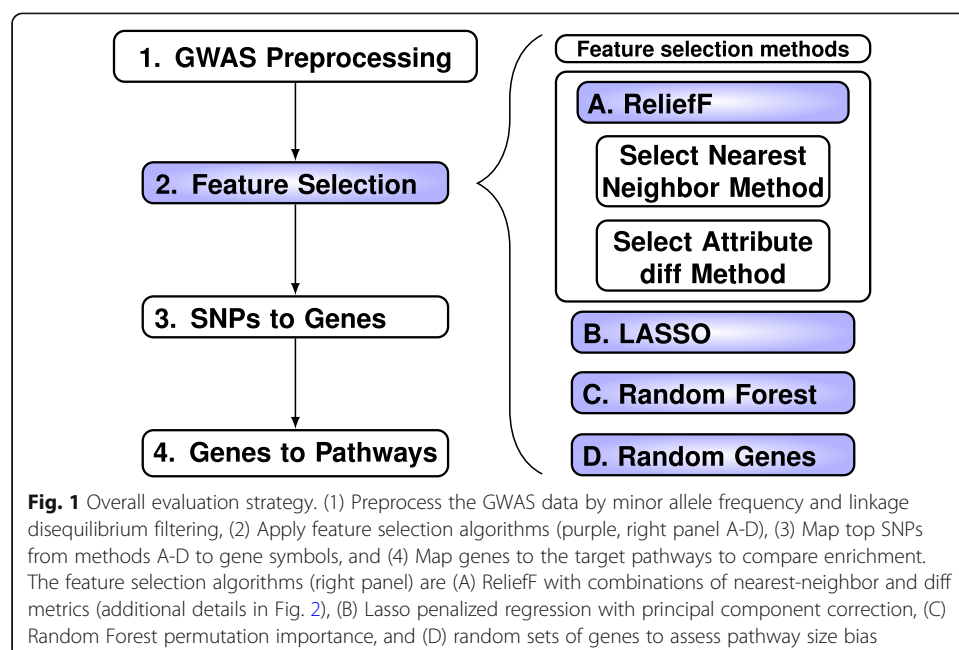 1. GWAS Preprocessing
2. Feature Selection
3. SNPs to Genes
4. Genes to Pathways
Feature selection methods
A. ReliefF
Select Nearest
Neighbor Method
Select Attribute
diff Method
B. LASSO
C. Random Forest
D. Random Genes
Fig. 1 Overall evaluation strategy. (1) Preprocess the GWAS data by minor allele frequency and linkage
disequilibrium filtering, (2) Apply feature selection algorithms (purple, right panel A-D), (3) Map top SNPs
from methods A-D to gene symbols, and (4) Map genes to the target pathways to compare enrichment.
The feature selection algorithms (right panel) are (A) ReliefF with combinations of nearest-neighbor and diff
metrics (additional details in Fig. 2), (B) Lasso penalized regression with principal component correction, (C)
Random Forest permutation importance, and (D) random sets of genes to assess pathway size bias